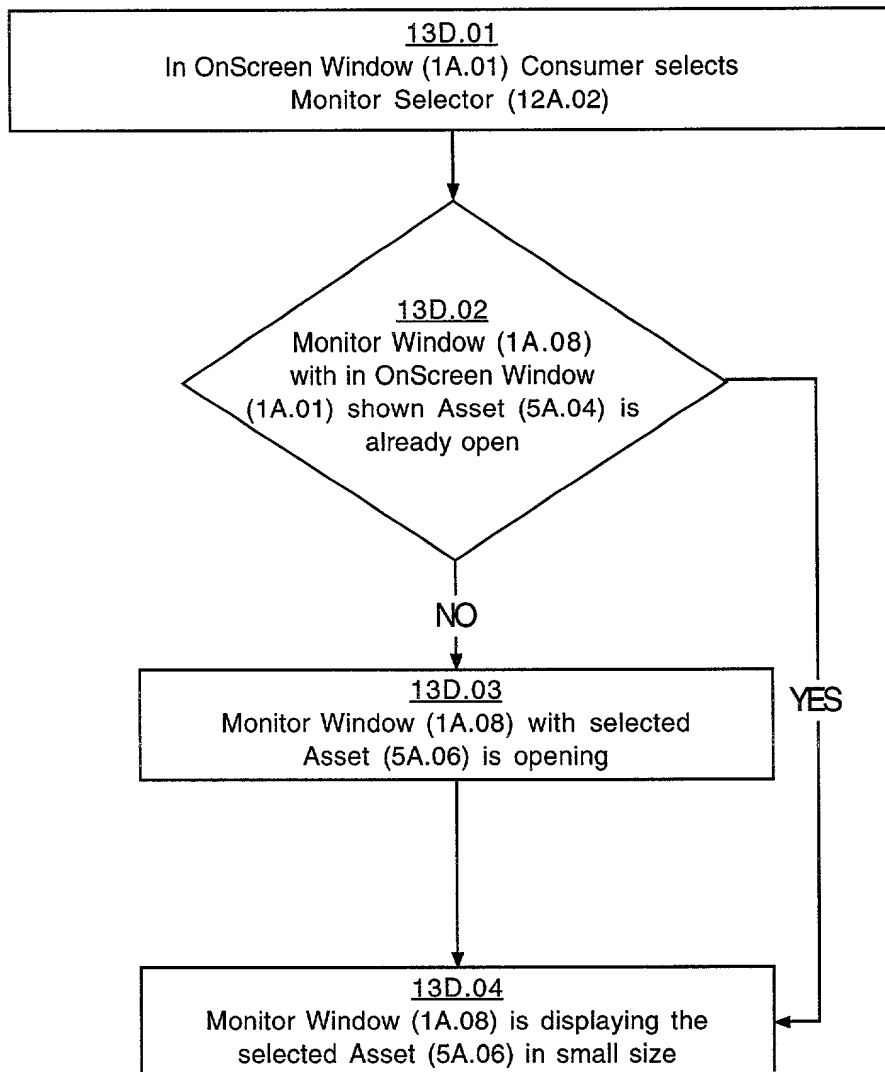 13D.01
In OnScreen Window (1A.01) Consumer selects
Monitor Selector (12A.02)
13D.02
Monitor Window (1A.08)
with in OnScreen Window
(1A.01) shown Asset (5A.04) is
already open
NO
13D.03
Monitor Window (1A.08) with selected
Asset (5A.06) is opening
YES
13D.04
Monitor Window (1A.08) is displaying the
selected Asset (5A.06) in small size